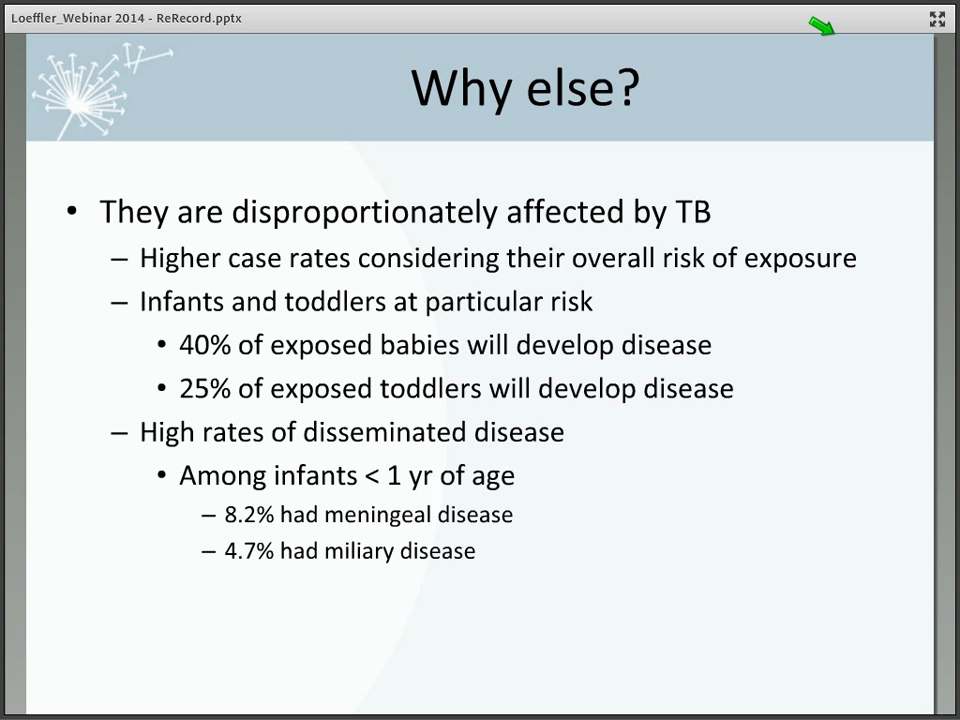 Loeffler_Webinar 2014 - ReRecord.pptx
Why else?
• They are disproportionately affected by TB
– Higher case rates considering their overall risk of exposure
– Infants and toddlers at particular risk
• 40% of exposed babies will develop disease
• 25% of exposed toddlers will develop disease
– High rates of disseminated disease
• Among infants < 1 yr of age
– 8.2% had meningeal disease
– 4.7% had miliary disease